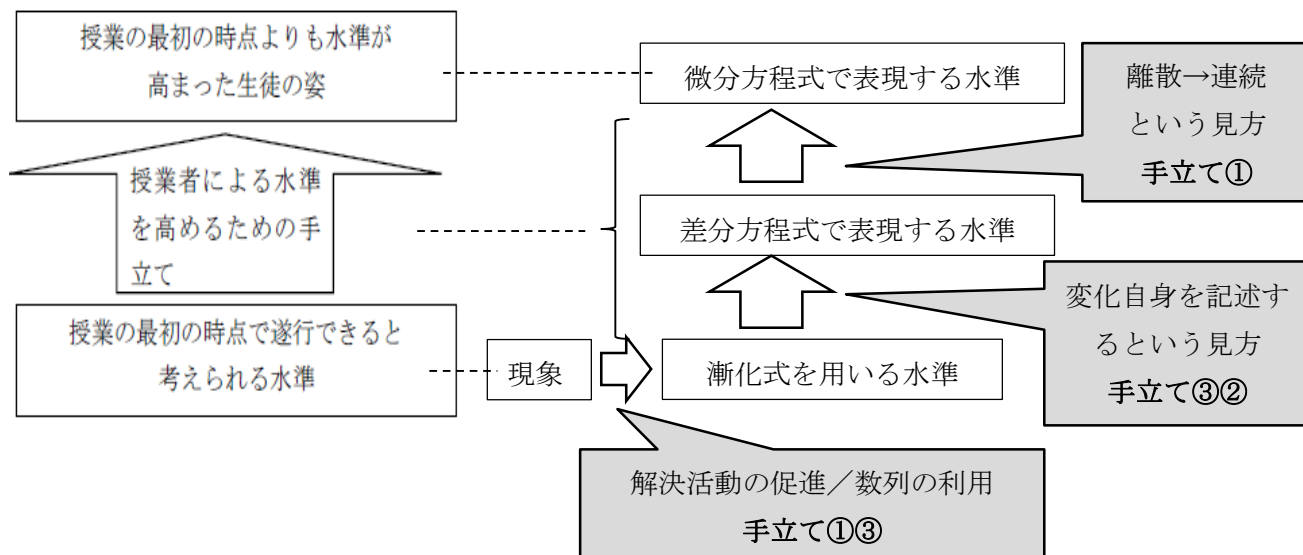 授業の最初の時点よりも水準が
高まった生徒の姿
授業者による水準
を高めるための手
立て
授業の最初の時点で遂行できると
考えられる水準
現象
微分方程式で表現する水準
差分方程式で表現する水準
漸化式を用いる水準
離散→連続
という見方
手立て①
変化自身を記述す
るという見方
手立て③②
解決活動の促進／数列の利用
手立て①③